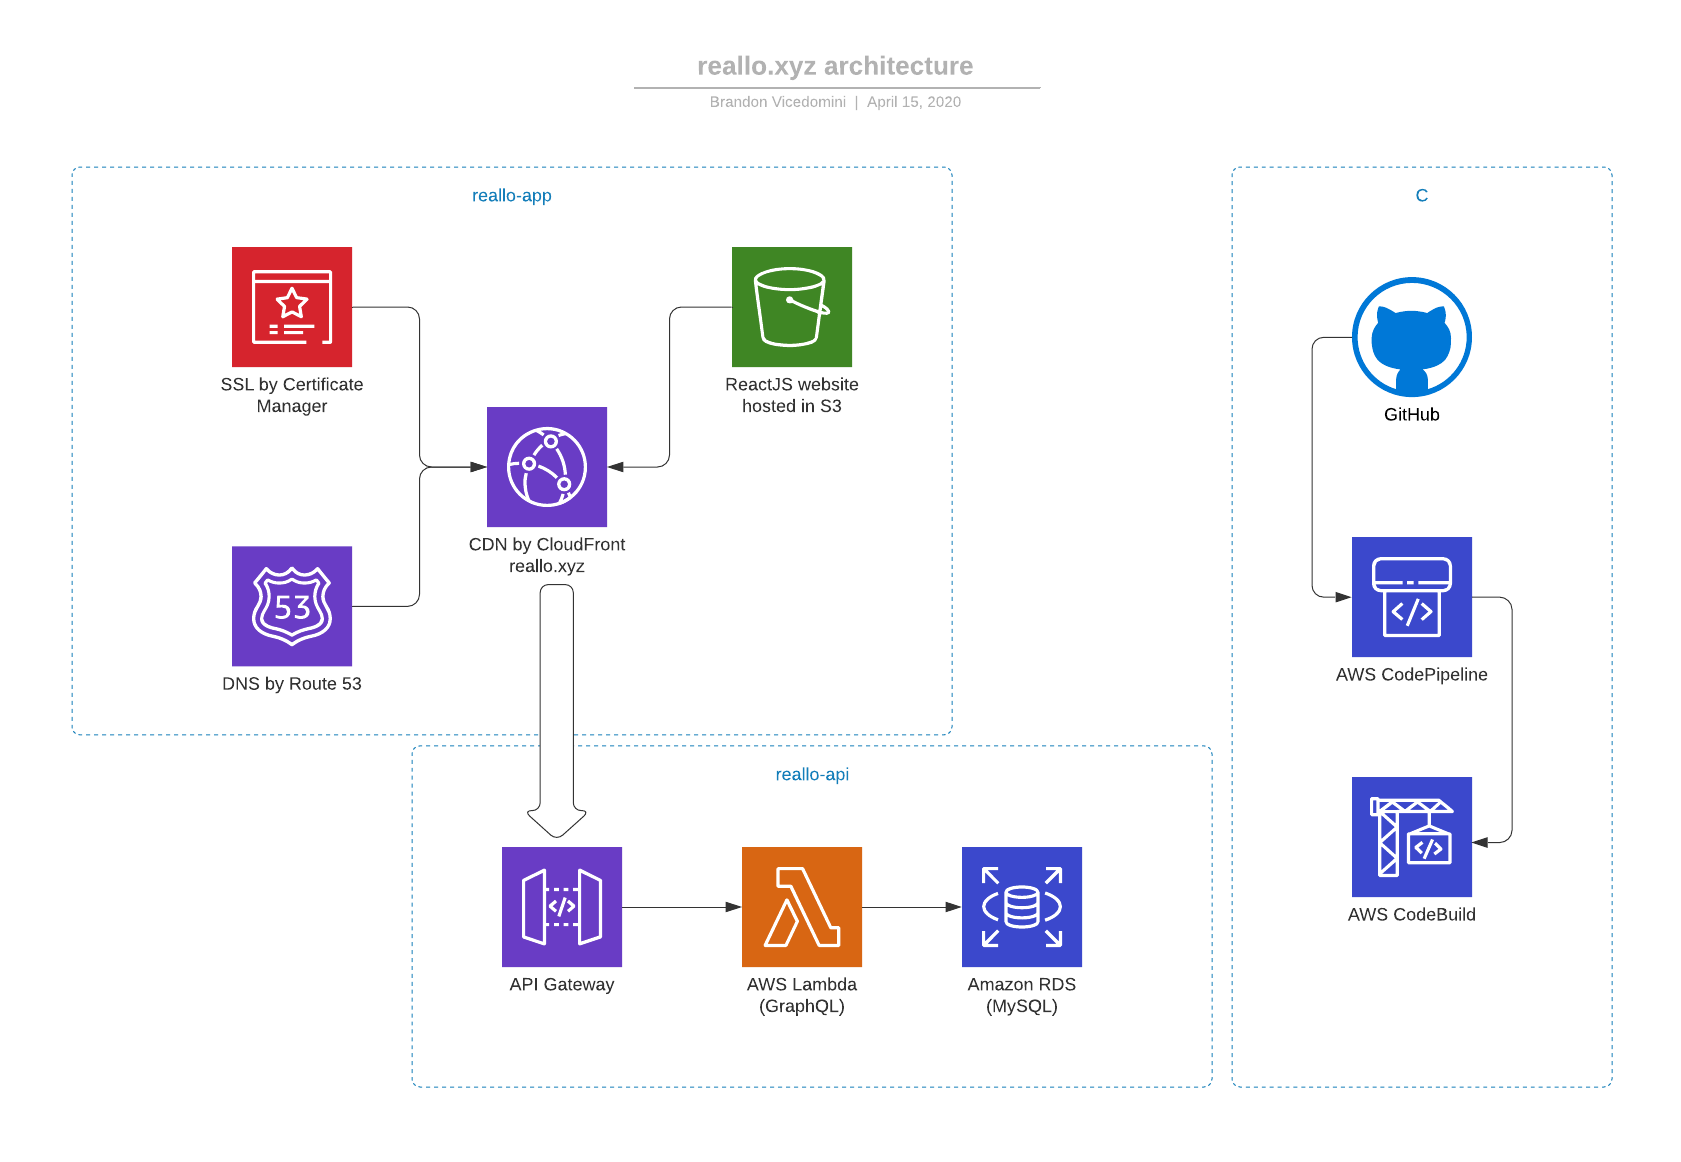 reallo.xyz architecture
Brandon Vicedomini | April 15, 2020
reallo-app
SSL by Certificate
Manager
ReactJS website
hosted in S3
CDN by CloudFront
reallo.xyz
53
DNS by Route 53
reallo-api
</>
API Gateway
AWS Lambda
(GraphQL)
Amazon RDS
(MySQL)
C
GitHub
</>
AWS CodePipeline
</>
AWS CodeBuild